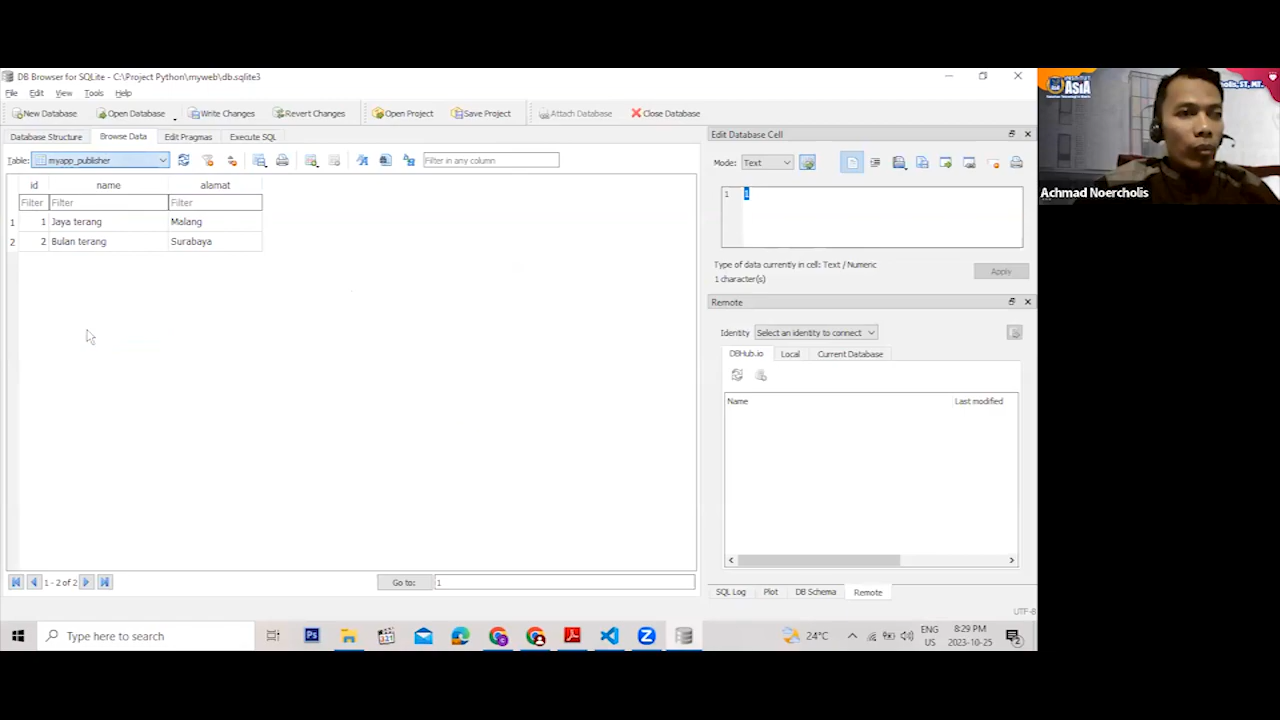 DB Browser for SQLite - C:\Project Python\myweb\db.sqlite3
File Edit View Tools Help
New Database Open Database Write Changes Revert Changes Open Project Save Project Attach Database Close Database
Database Structure Browse Data Edit Pragmas Execute SQL
Table: myapp_publisher Filter in any column
id name alamat
Filter Filter Filter
1 1 Jaya terang Malang
2 2 Bulan terang Surabaya
1 - 2 of 2 Go to: 1
Edit Database Cell
Mode: Text
1 1
Type of data currently in cell: Text / Numeric
1 character(s)
Apply
Remote
Identity Select an identity to connect
DBHub.io Local Current Database
Name Last modified
SQL Log Plot DB Schema Remote
UTF-8
Type here to search
24°C
ENG
US
8:29 PM
2023-10-25
2
ASIA
cholis, ST, MT.
Achmad Noercholis